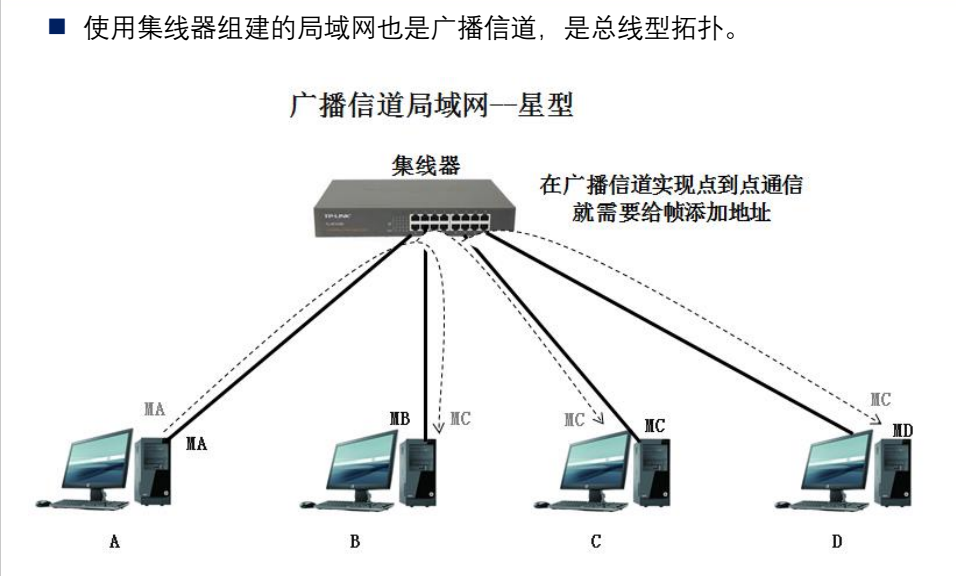 使用集线器组建的局域网也是广播信道，是总线型拓扑。
广播信道局域网--星型
集线器
在广播信道实现点到点通信
就需要给帧添加地址
TP-LINK
MA
MA
MB
MC
MC
MC
MC
MD
A
B
C
D